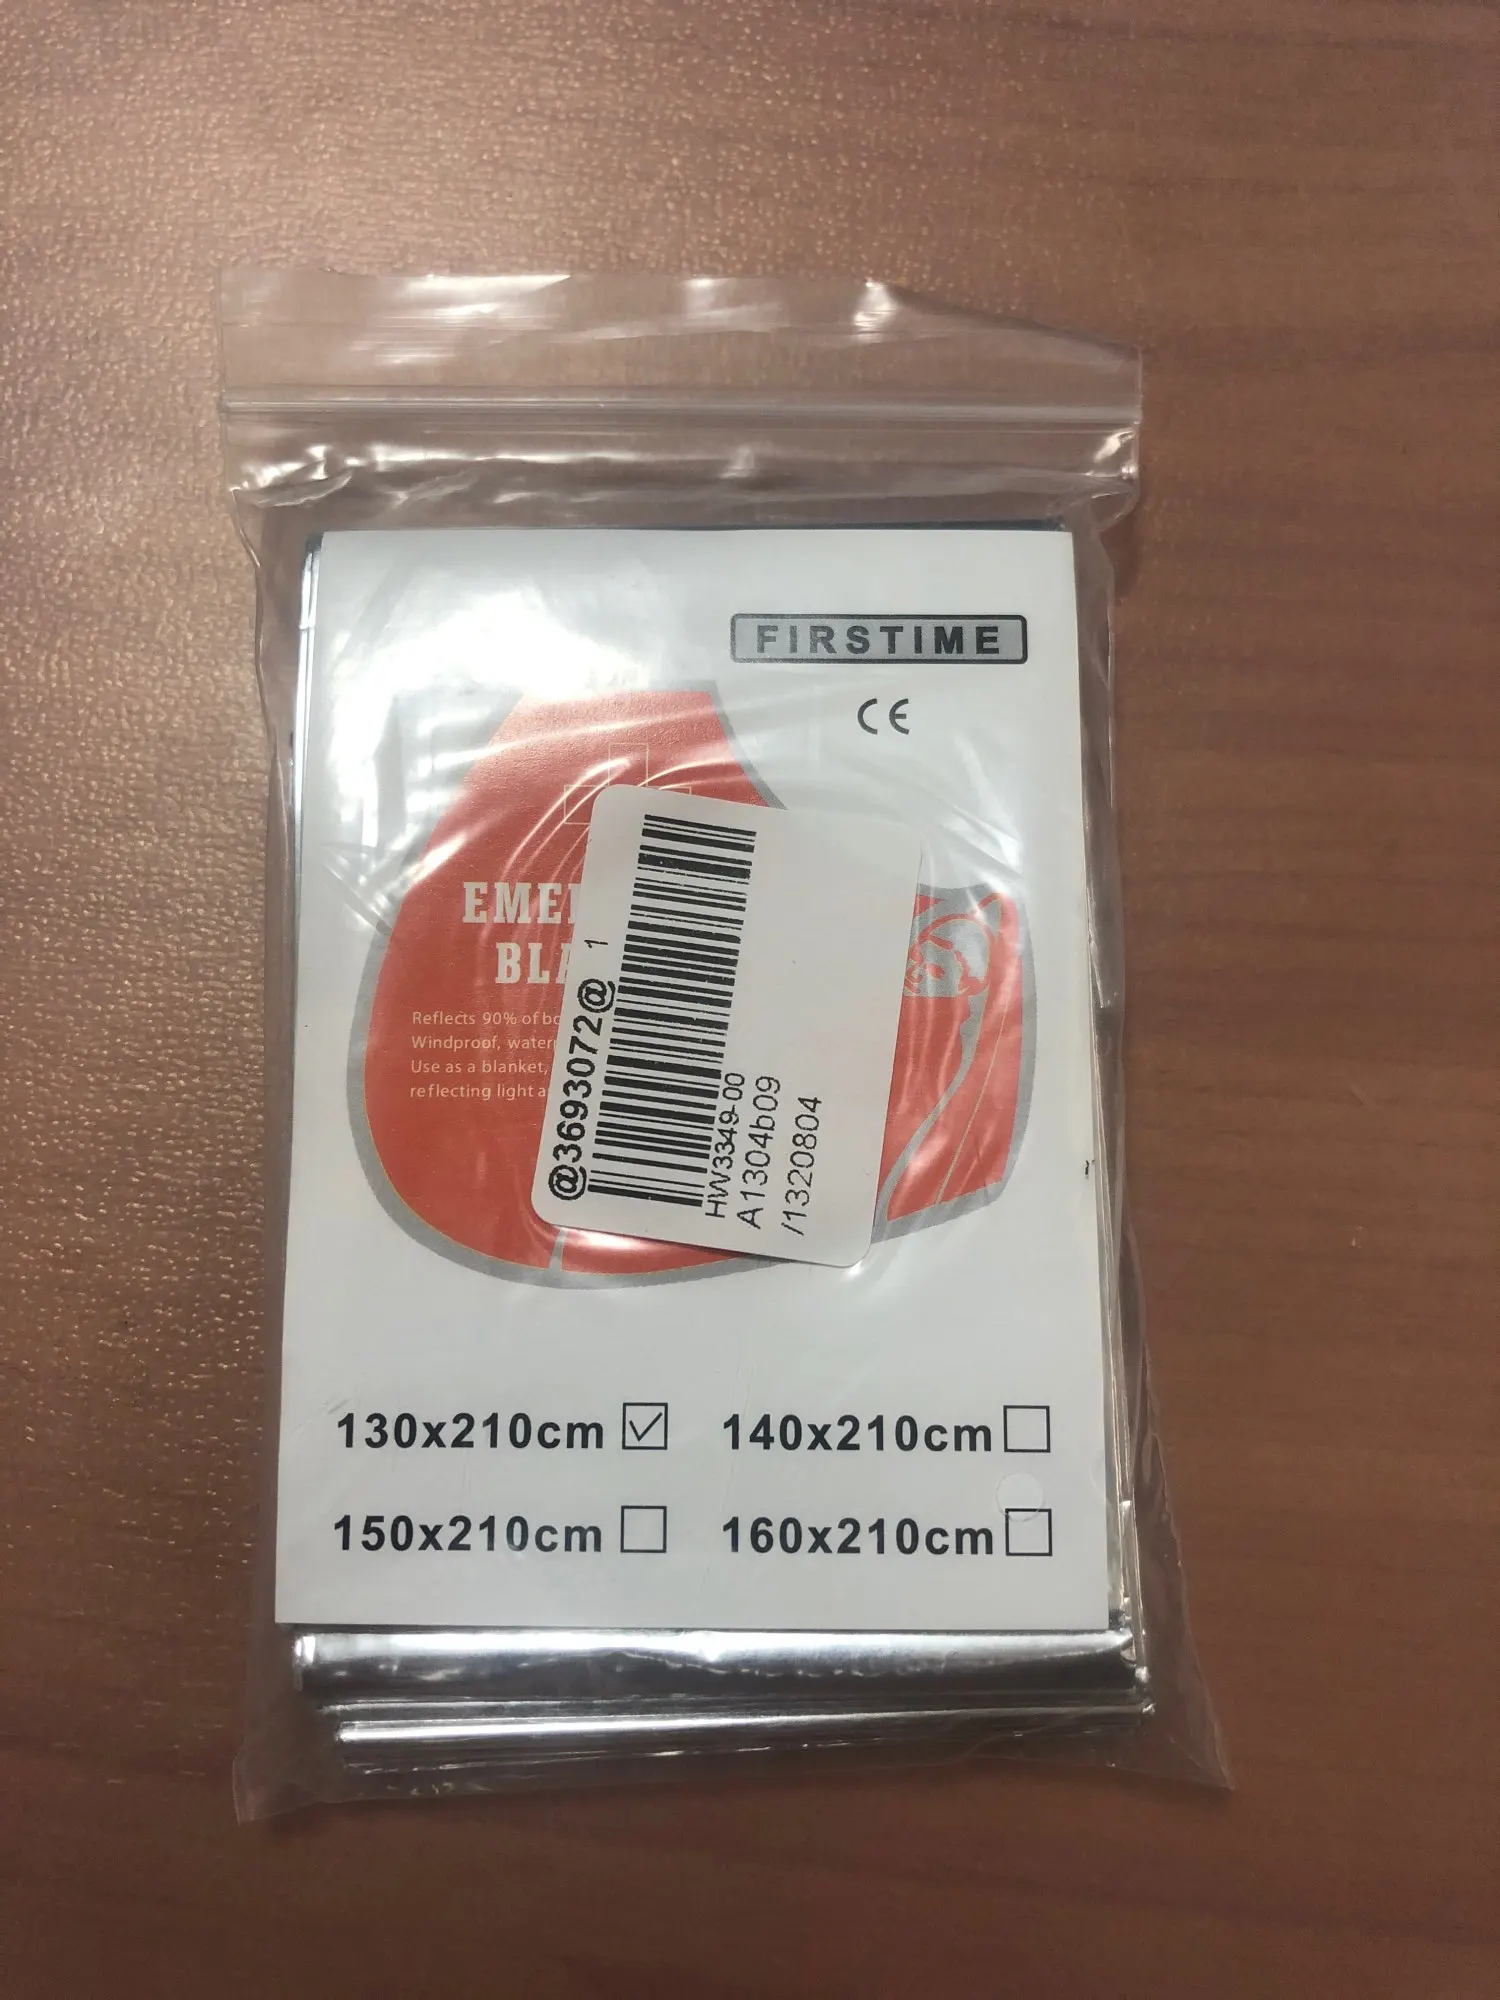 FIRSTIME
CE
EME
BLA
Reflects 90% of bo
Windproof, water
Use as a blanket,
reflecting light a
@3693072@ 1
HW3349-00
A1304b09
/1320804
130x210cm 140x210cm
150x210cm 160x210cm